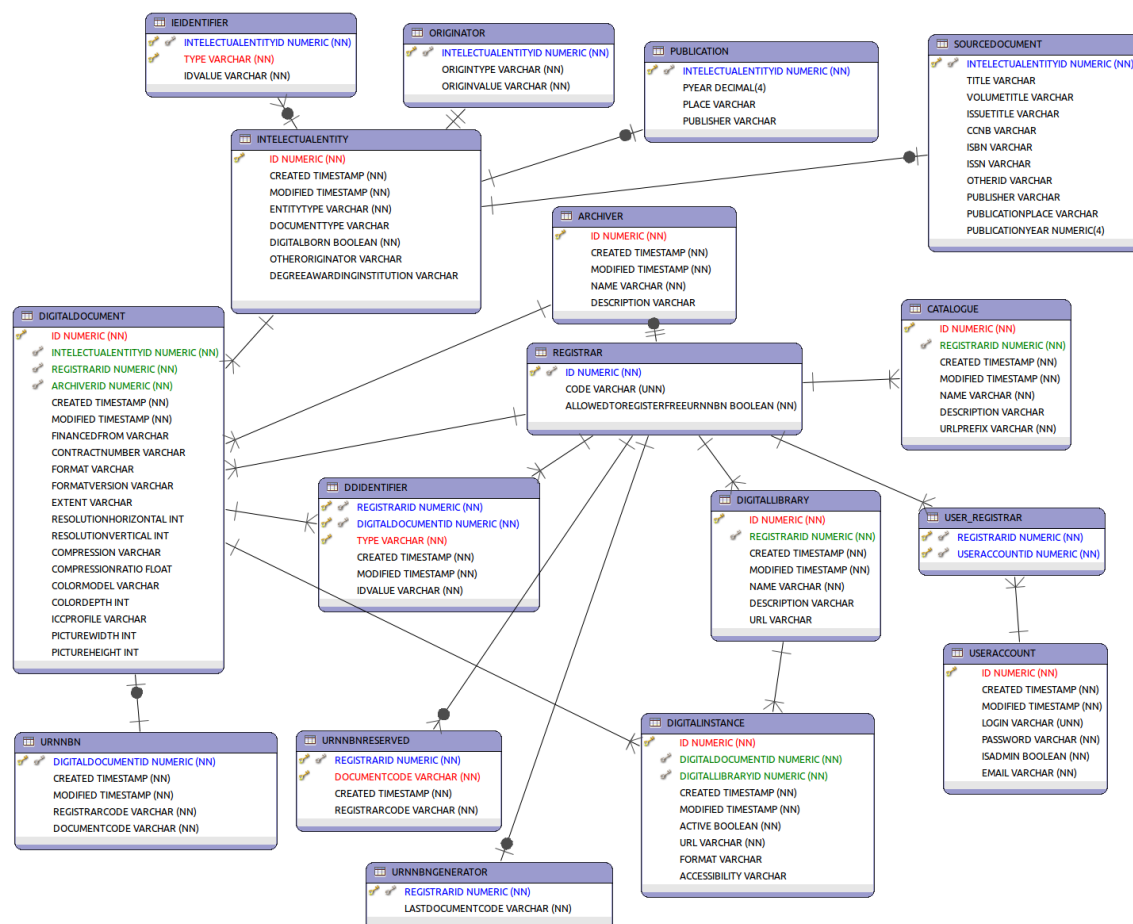 IEIDENTIFIER
INTELECTUALENTITYID NUMERIC (NN)
TYPE VARCHAR (NN)
IDVALUE VARCHAR (NN)
ORIGINATOR
INTELECTUALENTITYID NUMERIC (NN)
ORIGINTYPE VARCHAR (NN)
ORIGINVALUE VARCHAR (NN)
PUBLICATION
INTELECTUALENTITYID NUMERIC (NN)
PYEAR DECIMAL(4)
PLACE VARCHAR
PUBLISHER VARCHAR
SOURCEDOCUMENT
INTELECTUALENTITYID NUMERIC (NN)
TITLE VARCHAR
VOLUMETITLE VARCHAR
ISSUETITLE VARCHAR
CCNB VARCHAR
ISBN VARCHAR
ISSN VARCHAR
OTHERID VARCHAR
PUBLISHER VARCHAR
PUBLICATIONPLACE VARCHAR
PUBLICATIONYEAR NUMERIC(4)
INTELECTUALENTITY
ID NUMERIC (NN)
CREATED TIMESTAMP (NN)
MODIFIED TIMESTAMP (NN)
ENTITYTYPE VARCHAR (NN)
DOCUMENTTYPE VARCHAR
DIGITALBORN BOOLEAN (NN)
OTHERORIGINATOR VARCHAR
DEGREEAWARDINGINSTITUTION VARCHAR
ARCHIVER
ID NUMERIC (NN)
CREATED TIMESTAMP (NN)
MODIFIED TIMESTAMP (NN)
NAME VARCHAR (NN)
DESCRIPTION VARCHAR
DIGITALDOCUMENT
ID NUMERIC (NN)
INTELECTUALENTITYID NUMERIC (NN)
REGISTRARID NUMERIC (NN)
ARCHIVERID NUMERIC (NN)
CREATED TIMESTAMP (NN)
MODIFIED TIMESTAMP (NN)
FINANCEDFROM VARCHAR
CONTRACTNUMBER VARCHAR
FORMAT VARCHAR
FORMATVERSION VARCHAR
EXTENT VARCHAR
RESOLUTIONHORIZONTAL INT
RESOLUTIONVERTICAL INT
COMPRESSION VARCHAR
COMPRESSIONRATIO FLOAT
COLORMODEL VARCHAR
COLORDEPTH INT
ICCPROFILE VARCHAR
PICTUREWIDTH INT
PICTUREHEIGHT INT
REGISTRAR
ID NUMERIC (NN)
CODE VARCHAR (UNN)
ALLOWEDTOREGISTERFREEURNNBN BOOLEAN (NN)
CATALOGUE
ID NUMERIC (NN)
REGISTRARID NUMERIC (NN)
CREATED TIMESTAMP (NN)
MODIFIED TIMESTAMP (NN)
NAME VARCHAR (NN)
DESCRIPTION VARCHAR
URLPREFIX VARCHAR (NN)
DDIDENTIFIER
REGISTRARID NUMERIC (NN)
DIGITALDOCUMENTID NUMERIC (NN)
TYPE VARCHAR (NN)
CREATED TIMESTAMP (NN)
MODIFIED TIMESTAMP (NN)
IDVALUE VARCHAR (NN)
DIGITALLIBRARY
ID NUMERIC (NN)
REGISTRARID NUMERIC (NN)
CREATED TIMESTAMP (NN)
MODIFIED TIMESTAMP (NN)
NAME VARCHAR (NN)
DESCRIPTION VARCHAR
URL VARCHAR
USER_REGISTRAR
REGISTRARID NUMERIC (NN)
USERACCOUNTID NUMERIC (NN)
USERACCOUNT
ID NUMERIC (NN)
CREATED TIMESTAMP (NN)
MODIFIED TIMESTAMP (NN)
LOGIN VARCHAR (UNN)
PASSWORD VARCHAR (NN)
ISADMIN BOOLEAN (NN)
EMAIL VARCHAR (NN)
URNNBN
DIGITALDOCUMENTID NUMERIC (NN)
CREATED TIMESTAMP (NN)
MODIFIED TIMESTAMP (NN)
REGISTRARCODE VARCHAR (NN)
DOCUMENTCODE VARCHAR (NN)
URNNBNRESERVED
REGISTRARID NUMERIC (NN)
DOCUMENTCODE VARCHAR (NN)
CREATED TIMESTAMP (NN)
REGISTRARCODE VARCHAR (NN)
DIGITALINSTANCE
ID NUMERIC (NN)
DIGITALDOCUMENTID NUMERIC (NN)
DIGITALLIBRARYID NUMERIC (NN)
CREATED TIMESTAMP (NN)
MODIFIED TIMESTAMP (NN)
ACTIVE BOOLEAN (NN)
URL VARCHAR (NN)
FORMAT VARCHAR
ACCESSIBILITY VARCHAR
URNNBNGENERATOR
REGISTRARID NUMERIC (NN)
LASTDOCUMENTCODE VARCHAR (NN)